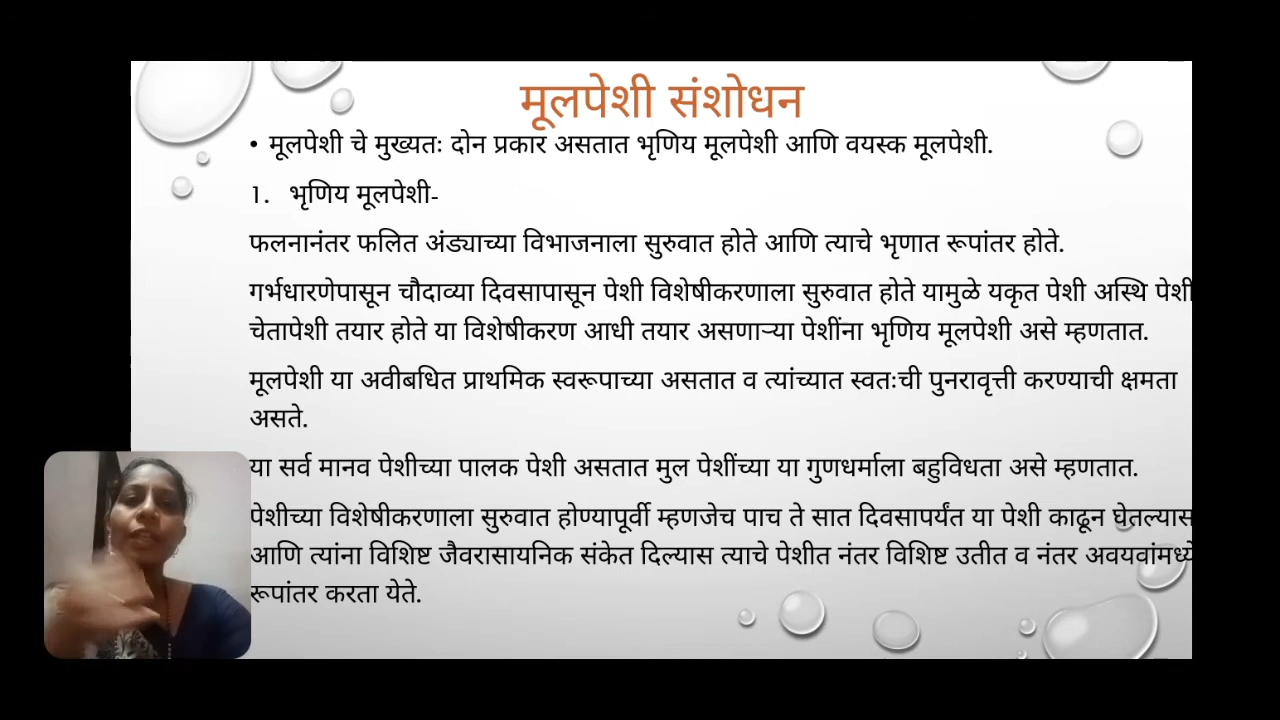 मूलपेशी संशोधन
• मूलपेशी चे मुख्यतः दोन प्रकार असतात भृणिय मूलपेशी आणि वयस्क मूलपेशी.
1. भृणिय मूलपेशी-
फलनानंतर फलित अंड्याच्या विभाजनाला सुरुवात होते आणि त्याचे भृणात रूपांतर होते.
गर्भधारणेपासून चौदाव्या दिवसापासून पेशी विशेषीकरणाला सुरुवात होते यामुळे यकृत पेशी अस्थि पेशी
चेतापेशी तयार होते या विशेषीकरण आधी तयार असणाऱ्या पेशींना भृणिय मूलपेशी असे म्हणतात.
मूलपेशी या अवीबधित प्राथमिक स्वरूपाच्या असतात व त्यांच्यात स्वतःची पुनरावृत्ती करण्याची क्षमता
असते.
या सर्व मानव पेशीच्या पालक पेशी असतात मुल पेशींच्या या गुणधर्माला बहुविधता असे म्हणतात.
पेशीच्या विशेषीकरणाला सुरुवात होण्यापूर्वी म्हणजेच पाच ते सात दिवसापर्यंत या पेशी काढून घेतल्यास
आणि त्यांना विशिष्ट जैवरासायनिक संकेत दिल्यास त्याचे पेशीत नंतर विशिष्ट उतीत व नंतर अवयवांमध्ये
रूपांतर करता येते.